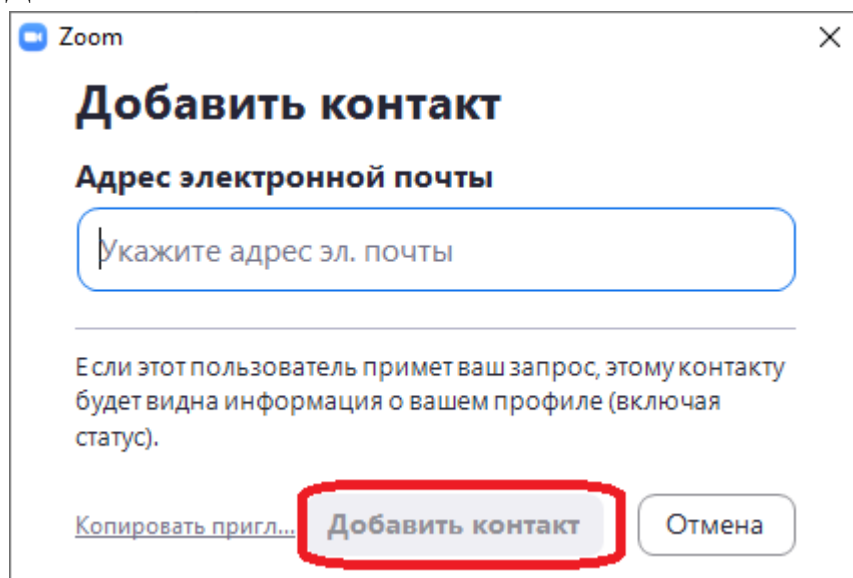 Zoom
Добавить контакт
Адрес электронной почты
Укажите адрес эл. почты
Если этот пользователь примет ваш запрос, этому контакту
будет видна информация о вашем профиле (включая
статус).
Копировать пригл... Добавить контакт Отмена